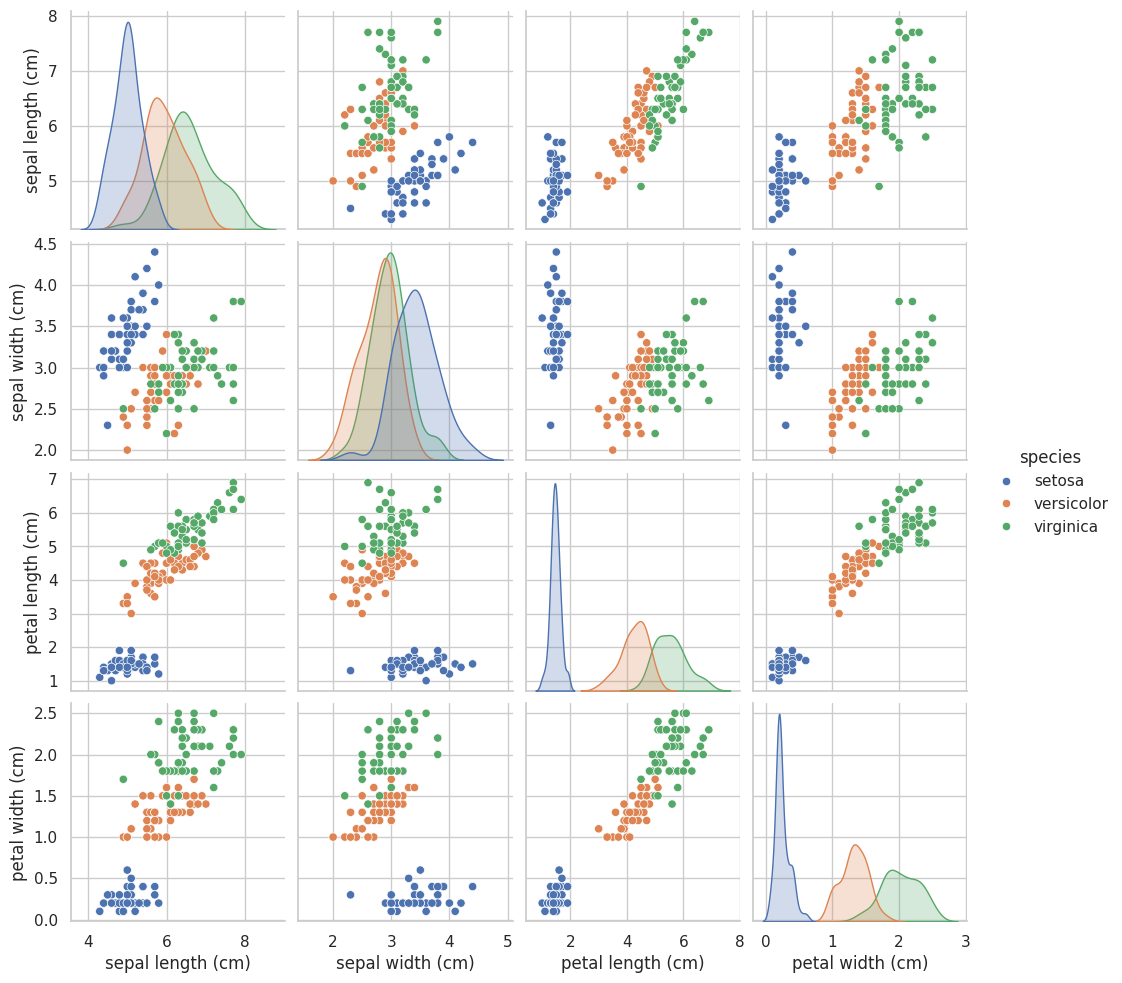 8
7
6
5
sepal length (cm)
4.5
4.0
3.5
3.0
2.5
2.0
sepal width (cm)
7
6
5
4
3
2
1
petal length (cm)
2.5
2.0
1.5
1.0
0.5
0.0
petal width (cm)
4 6 8
sepal length (cm)
2 3 4 5
sepal width (cm)
2 4 6 8
petal length (cm)
0 1 2 3
petal width (cm)
species
setosa
versicolor
virginica